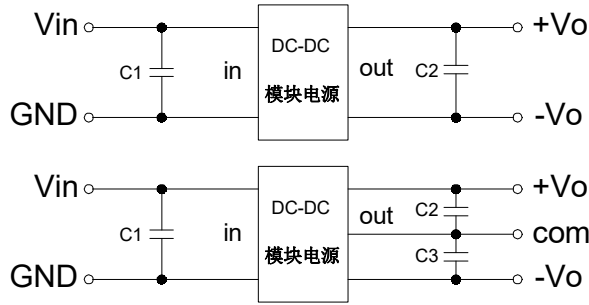 Vin
+Vo
DC-DC
C1
in
out
C2
模块电源
GND
-Vo
Vin
+Vo
DC-DC
out
C2
C1
in
com
模块电源
C3
GND
-Vo